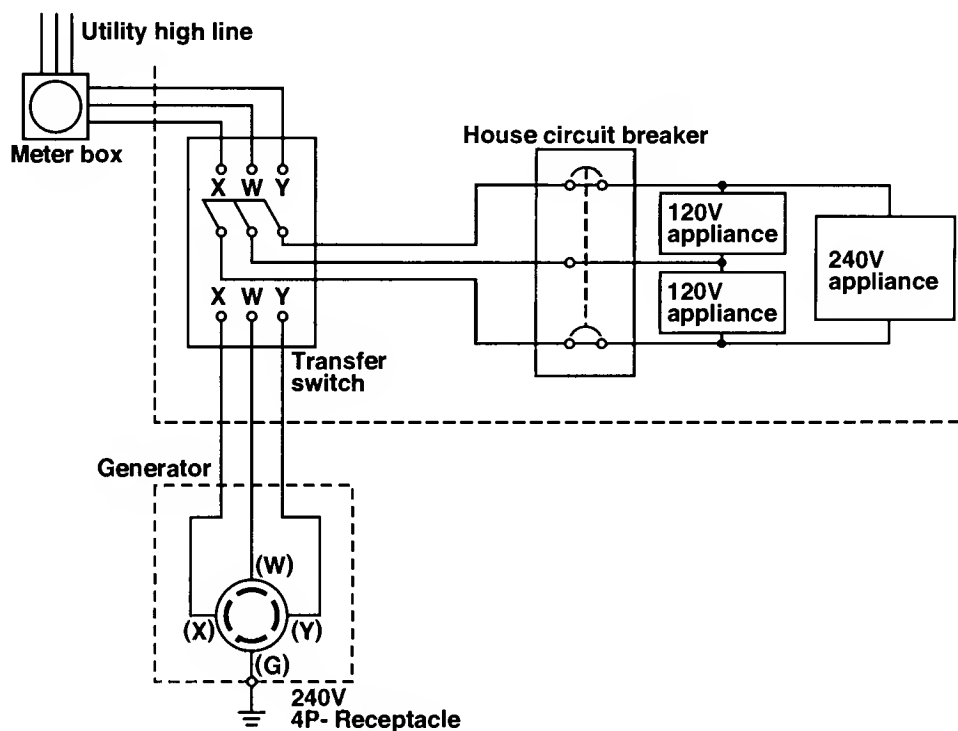 Utility high line
Meter box
House circuit breaker
X W Y
120V
appliance
120V
appliance
240V
appliance
X W Y
Transfer
switch
Generator
(W)
(X)
(Y)
(G)
240V
4P- Receptacle